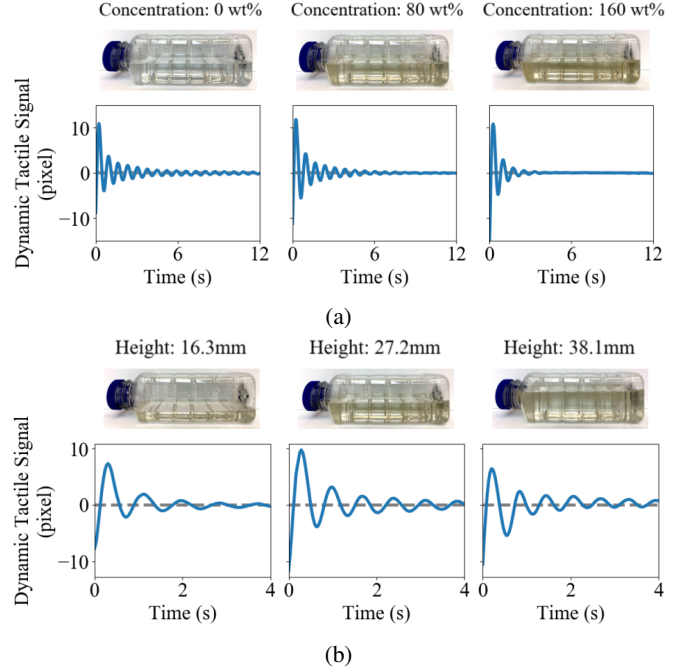 Concentration: 0 wt% Concentration: 80 wt% Concentration: 160 wt%
Dynamic Tactile Signal
(pixel)
10
0
−10
0 6 12 0 6 12 0 6 12
Time (s) Time (s) Time (s)
(a)
Height: 16.3mm Height: 27.2mm Height: 38.1mm
Dynamic Tactile Signal
(pixel)
10
0
−10
0 2 4 0 2 4 0 2 4
Time (s) Time (s) Time (s)
(b)